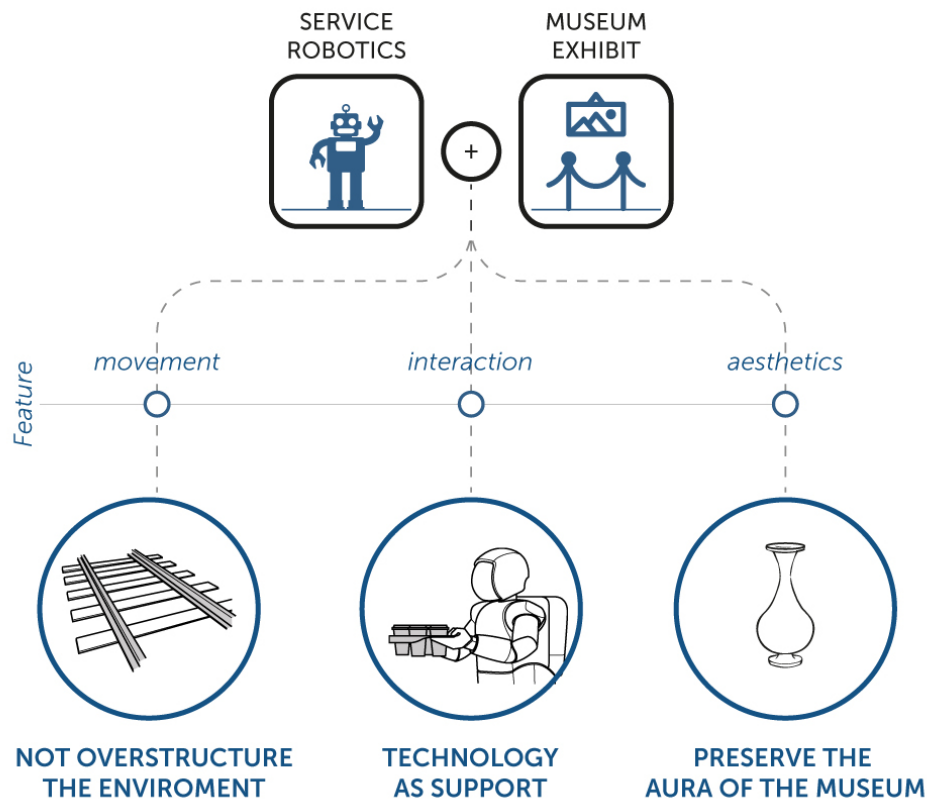 SERVICE
ROBOTICS
MUSEUM
EXHIBIT
+
movement
interaction
aesthetics
Feature
NOT OVERSTRUCTURE
THE ENVIROMENT
TECHNOLOGY
AS SUPPORT
PRESERVE THE
AURA OF THE MUSEUM